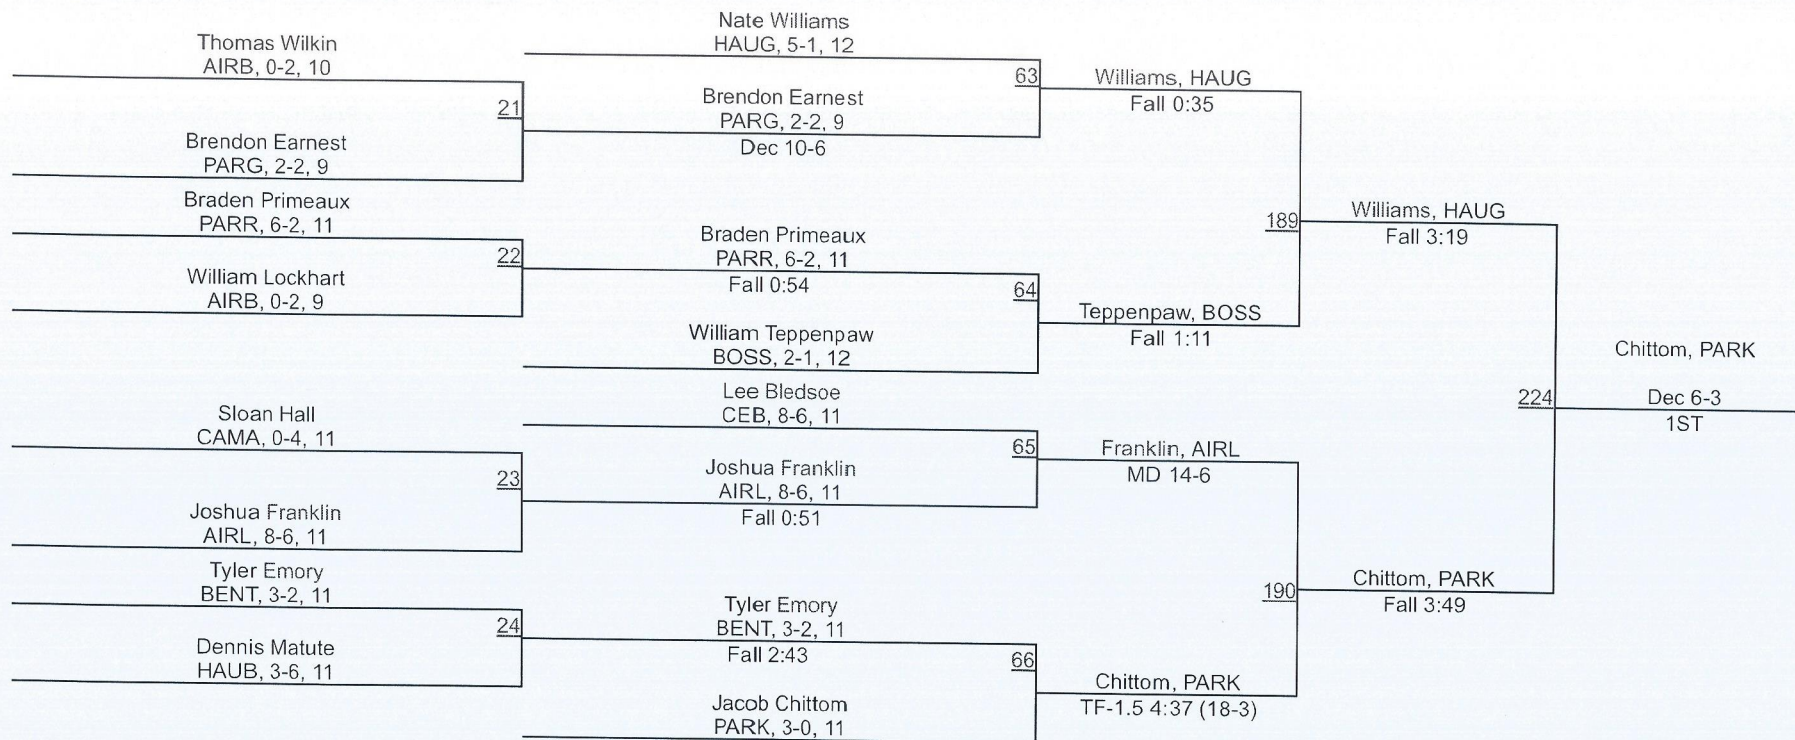 Thomas Wilkin
AIRB, 0-2, 10
21
Brendon Earnest
PARG, 2-2, 9
Braden Primeaux
PARR, 6-2, 11
22
William Lockhart
AIRB, 0-2, 9
Sloan Hall
CAMA, 0-4, 11
23
Joshua Franklin
AIRL, 8-6, 11
Tyler Emory
BENT, 3-2, 11
24
Dennis Matute
HAUB, 3-6, 11
Nate Williams
HAUG, 5-1, 12
63
Brendon Earnest
PARG, 2-2, 9
Dec 10-6
Braden Primeaux
PARR, 6-2, 11
Fall 0:54
64
William Teppenpaw
BOSS, 2-1, 12
Lee Bledsoe
CEB, 8-6, 11
65
Joshua Franklin
AIRL, 8-6, 11
Fall 0:51
Tyler Emory
BENT, 3-2, 11
Fall 2:43
66
Jacob Chittom
PARK, 3-0, 11
Williams, HAUG
Fall 0:35
189
Teppenpaw, BOSS
Fall 1:11
Franklin, AIRL
MD 14-6
190
Chittom, PARK
TF-1.5 4:37 (18-3)
Williams, HAUG
Fall 3:19
224
Chittom, PARK
Fall 3:49
Chittom, PARK
Dec 6-3
1ST